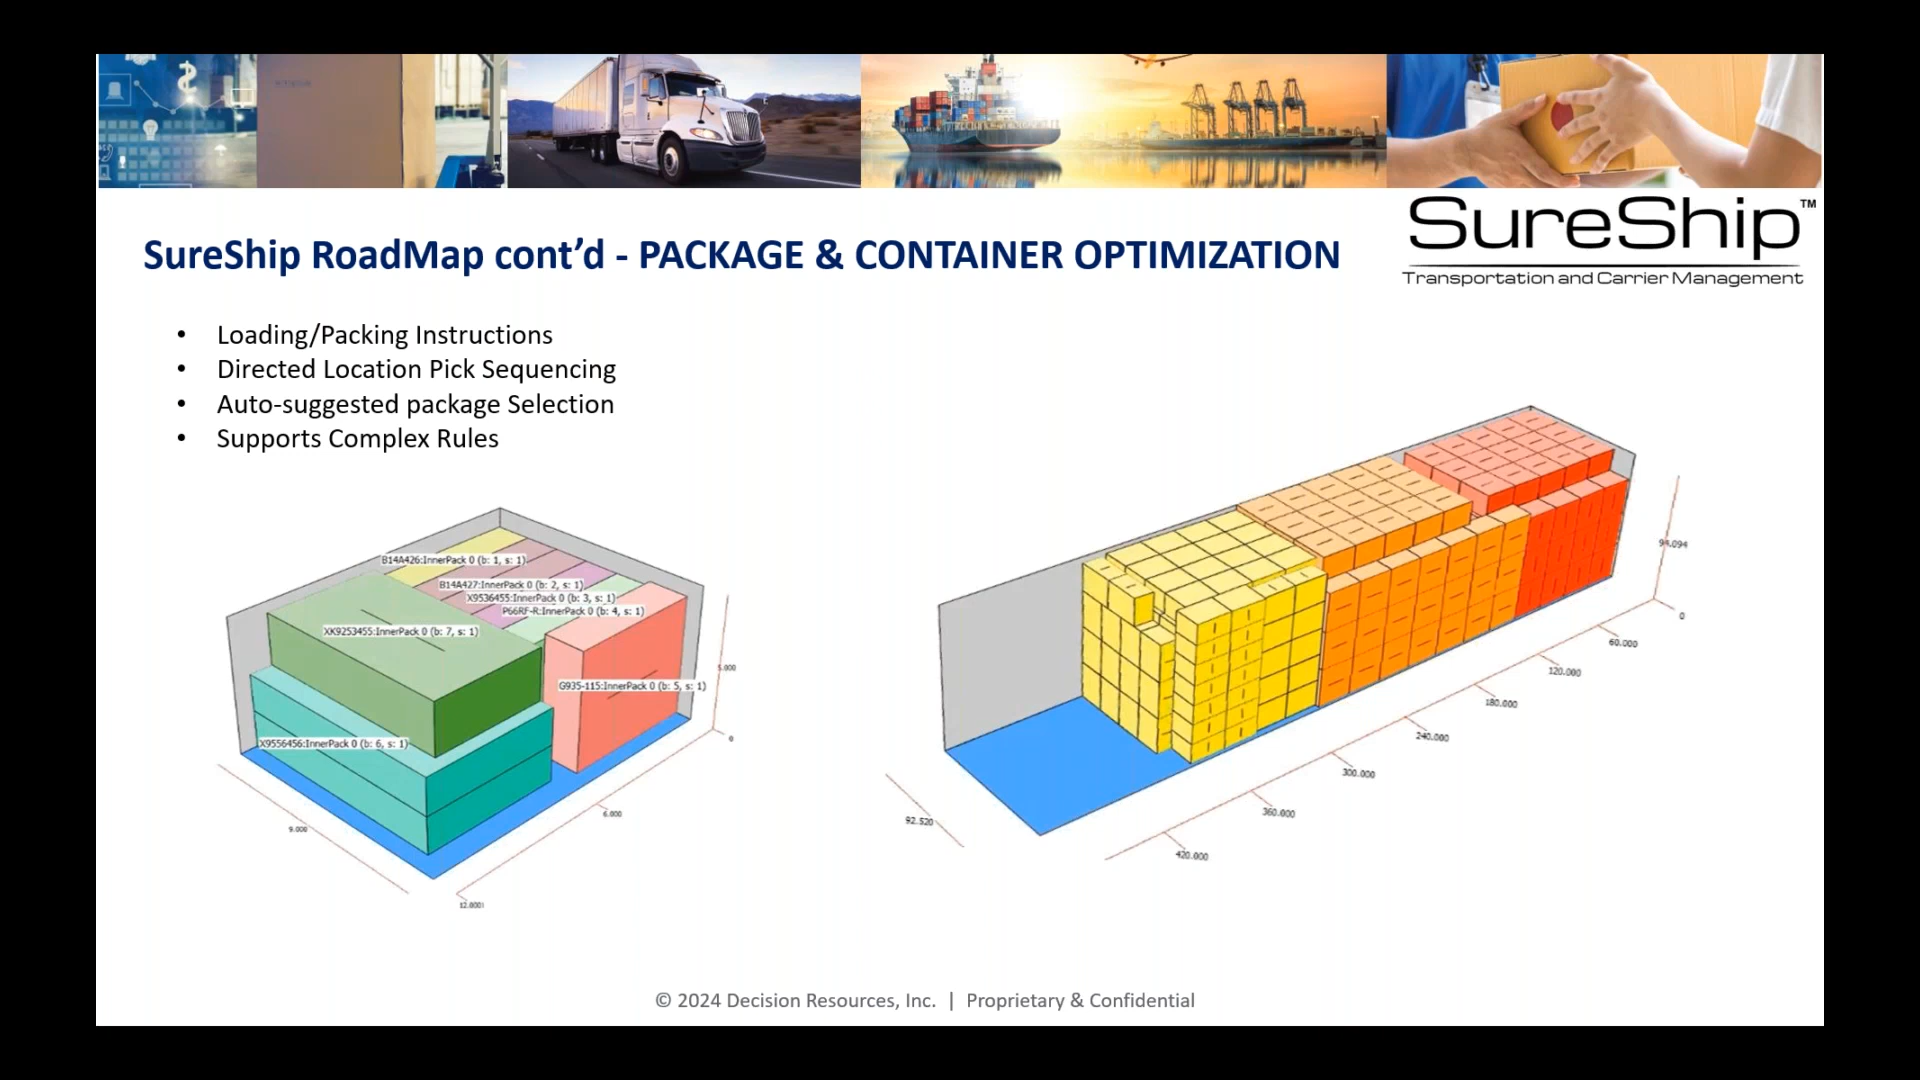 SureShip™
Transportation and Carrier Management
SureShip RoadMap cont’d - PACKAGE & CONTAINER OPTIMIZATION
• Loading/Packing Instructions
• Directed Location Pick Sequencing
• Auto-suggested package Selection
• Supports Complex Rules
B14A426:InnerPack 0 (b: 1, s: 1)
B14A427:InnerPack 0 (b: 2, s: 1)
X9536455:InnerPack 0 (b: 3, s: 1)
P66RF-R:InnerPack 0 (b: 4, s: 1)
XK9253455:InnerPack 0 (b: 7, s: 1)
G935-115:InnerPack 0 (b: 5, s: 1)
X9556456:InnerPack 0 (b: 6, s: 1)
5.000
0
6.000
9.000
12.000
94.094
0
60.000
120.000
180.000
240.000
300.000
360.000
420.000
92.520
© 2024 Decision Resources, Inc. | Proprietary & Confidential